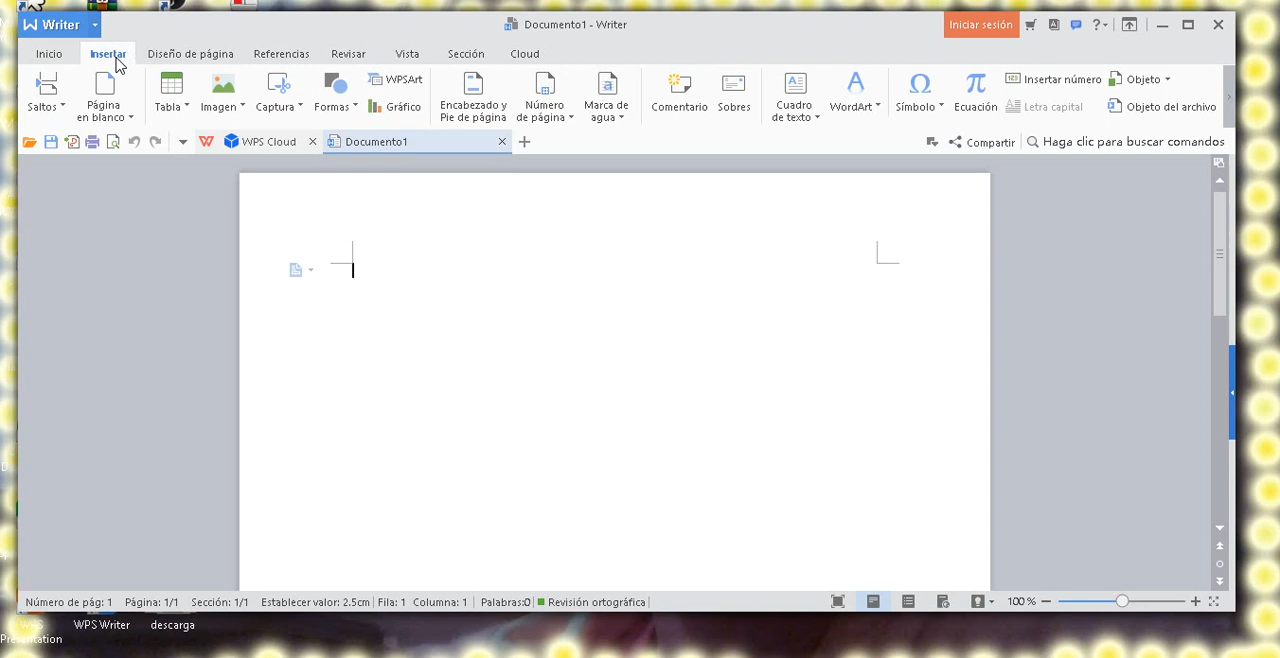 Writer
Documento1 - Writer
Iniciar sesión
Inicio
Insertar
Diseño de página
Referencias
Revisar
Vista
Sección
Cloud
Saltos
Página
en blanco
Tabla
Imagen
Captura
Formas
WPSArt
Gráfico
Encabezado y
Pie de página
Número
de página
Marca de
agua
Comentario
Sobres
Cuadro
de texto
WordArt
Símbolo
Ecuación
Insertar número
Letra capital
Objeto
Objeto del archivo
WPS Cloud
Documento1
Compartir
Haga clic para buscar comandos
Número de pág: 1
Página: 1/1
Sección: 1/1
Establecer valor: 2.5cm
Fila: 1
Columna: 1
Palabras:0
Revisión ortográfica
100 %
WPS Writer
descarga